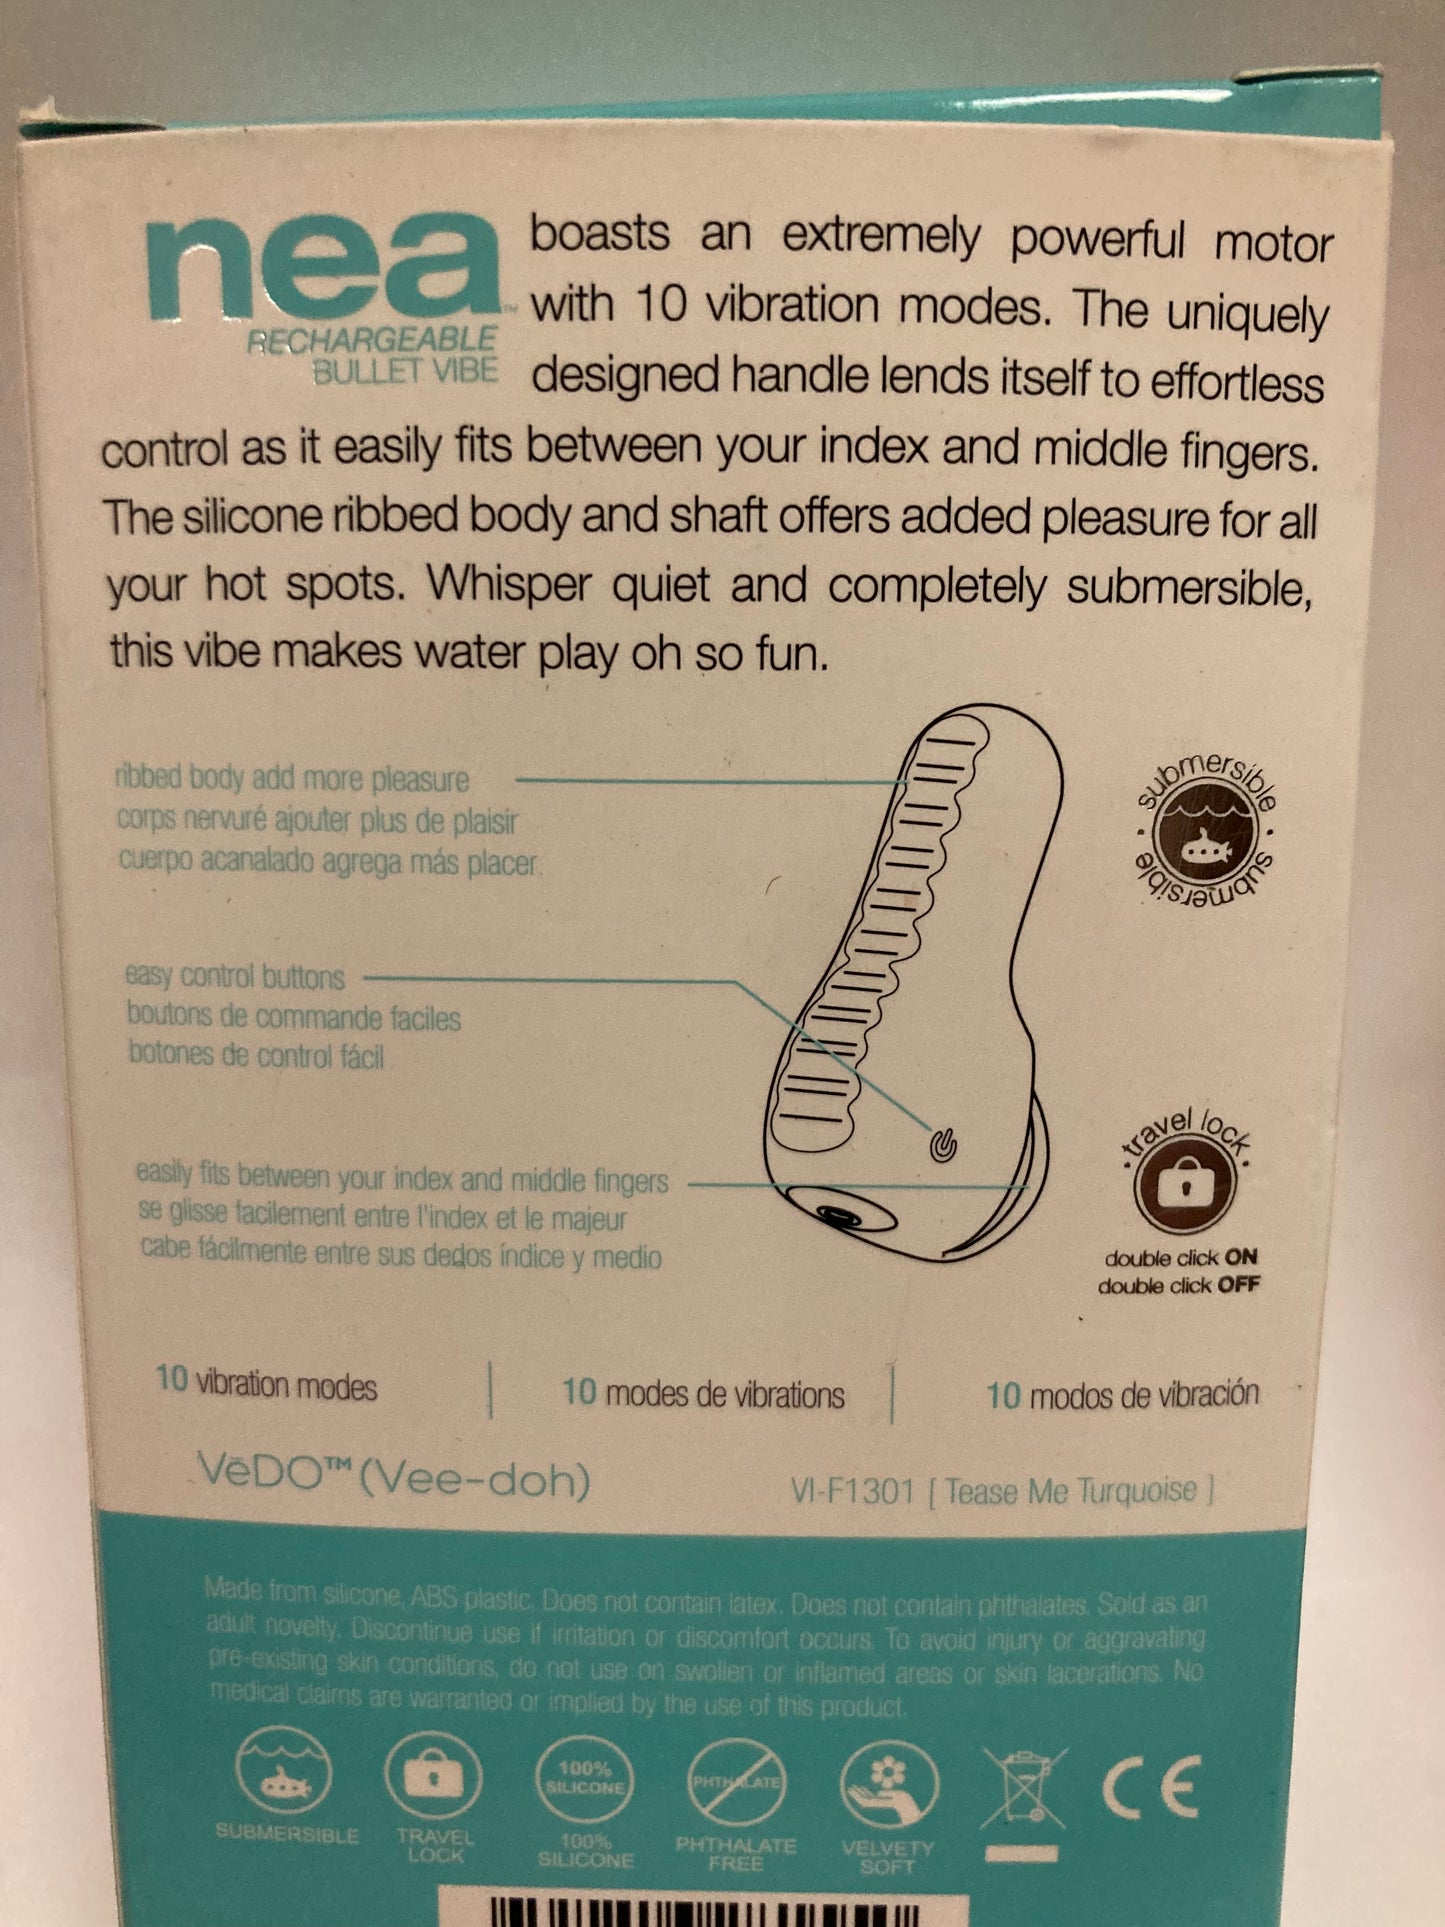 nea™ boasts an extremely powerful motor
RECHARGEABLE with 10 vibration modes. The uniquely
BULLET VIBE designed handle lends itself to effortless
control as it easily fits between your index and middle fingers.
The silicone ribbed body and shaft offers added pleasure for all
your hot spots. Whisper quiet and completely submersible,
this vibe makes water play oh so fun.
ribbed body add more pleasure
corps nervuré ajouter plus de plaisir
cuerpo acanalado agrega más placer.
submersible · submersible ·
easy control buttons
boutons de commande faciles
botones de control fácil
easily fits between your index and middle fingers
se glisse facilement entre l'index et le majeur
cabe fácilmente entre sus dedos índice y medio
· travel lock ·
double click ON
double click OFF
10 vibration modes | 10 modes de vibrations | 10 modos de vibración
VēDO™ (Vee-doh)
VI-F1301 [ Tease Me Turquoise ]
Made from silicone, ABS plastic. Does not contain latex. Does not contain phthalates. Sold as an
adult novelty. Discontinue use if irritation or discomfort occurs. To avoid injury or aggravating
pre-existing skin conditions, do not use on swollen or inflamed areas or skin lacerations. No
medical claims are warranted or implied by the use of this product.
100%
SILICONE
PHTHALATE
CE
SUBMERSIBLE
TRAVEL
LOCK
100%
SILICONE
PHTHALATE
FREE
VELVETY
SOFT